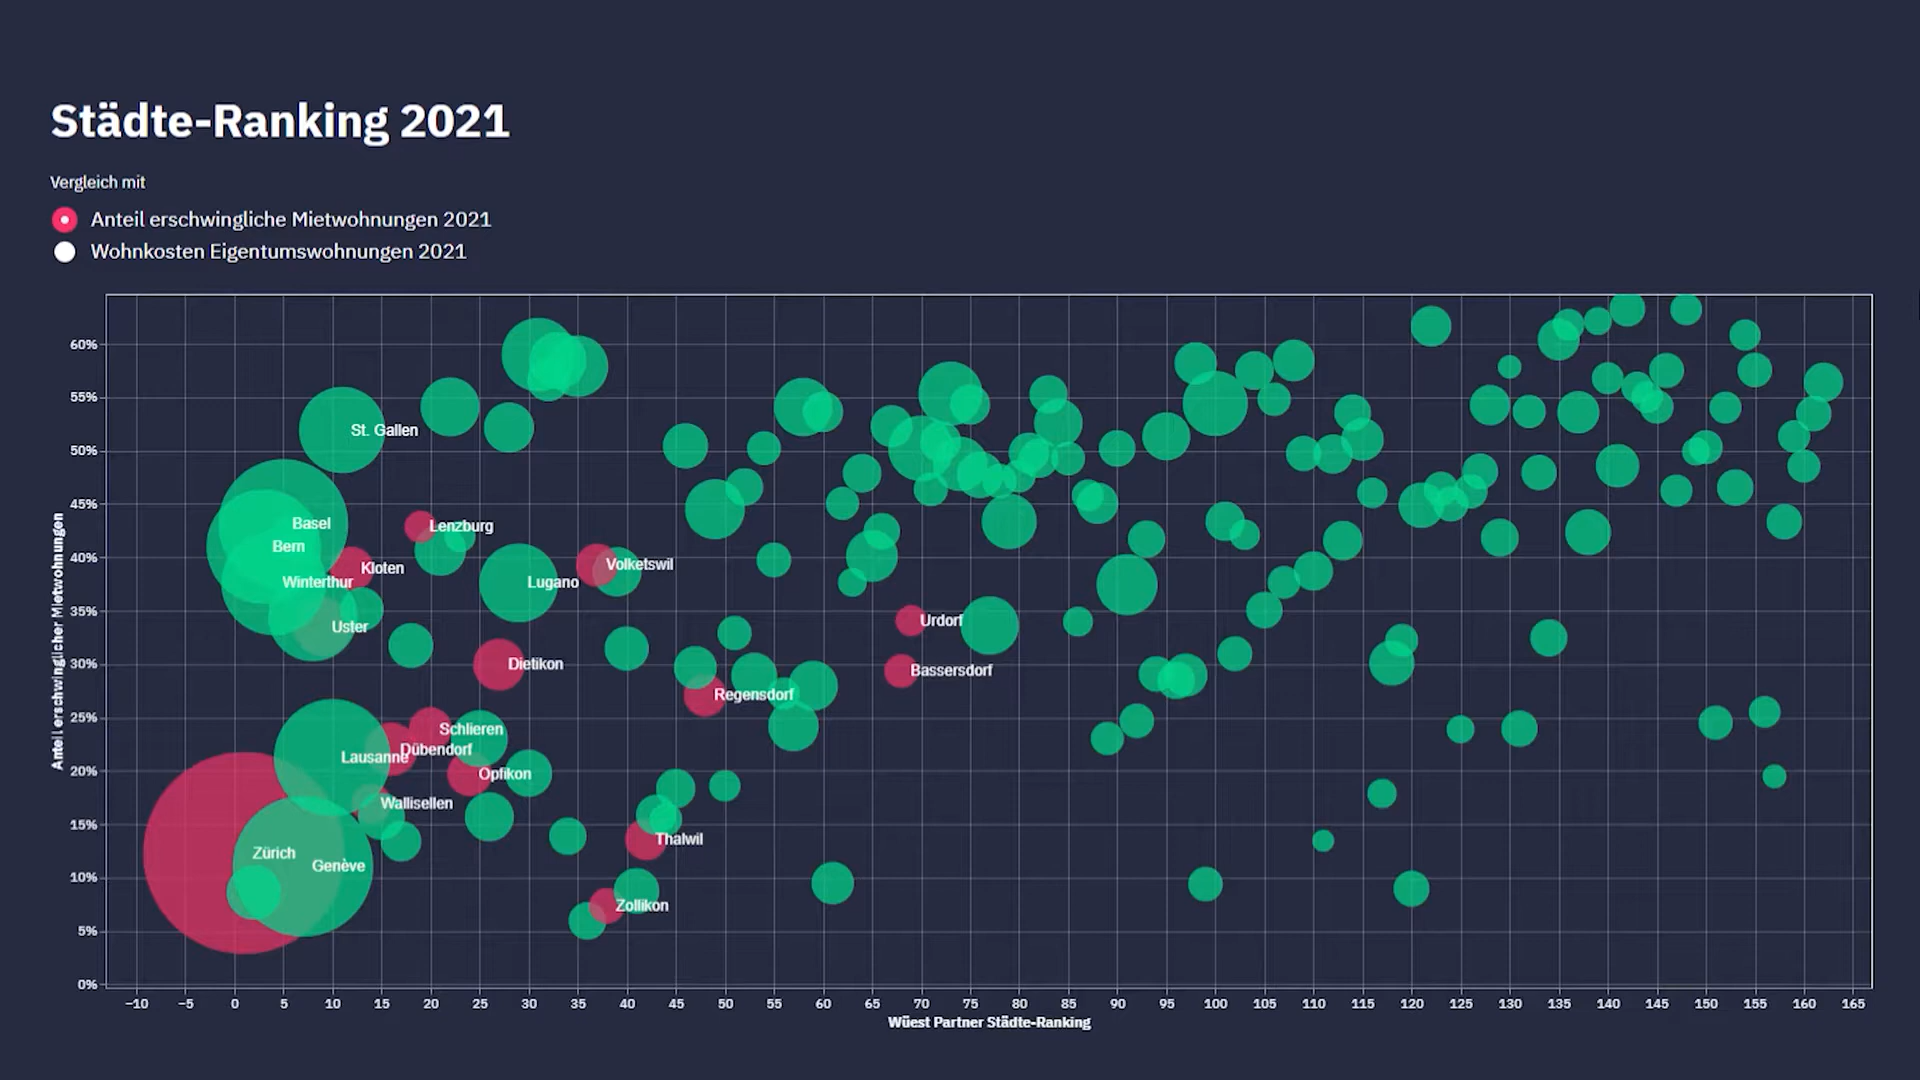 Städte-Ranking 2021
Vergleich mit
Anteil erschwingliche Mietwohnungen 2021
Wohnkosten Eigentumswohnungen 2021
60%
55%
St. Gallen
50%
45%
Basel
Lenzburg
Bern
40%
Kloten
Volketswil
Winterthur
Lugano
35%
Urdorf
Uster
30%
Dietikon
Bassersdorf
Regensdorf
25%
Schlieren
Dübendorf
Lausanne
20%
Opfikon
Wallisellen
15%
Thalwil
Zürich
Genève
10%
Zollikon
5%
0%
Anteil erschwinglicher Mietwohnungen
−10 −5 0 5 10 15 20 25 30 35 40 45 50 55 60 65 70 75 80 85 90 95 100 105 110 115 120 125 130 135 140 145 150 155 160 165
Wüest Partner Städte-Ranking